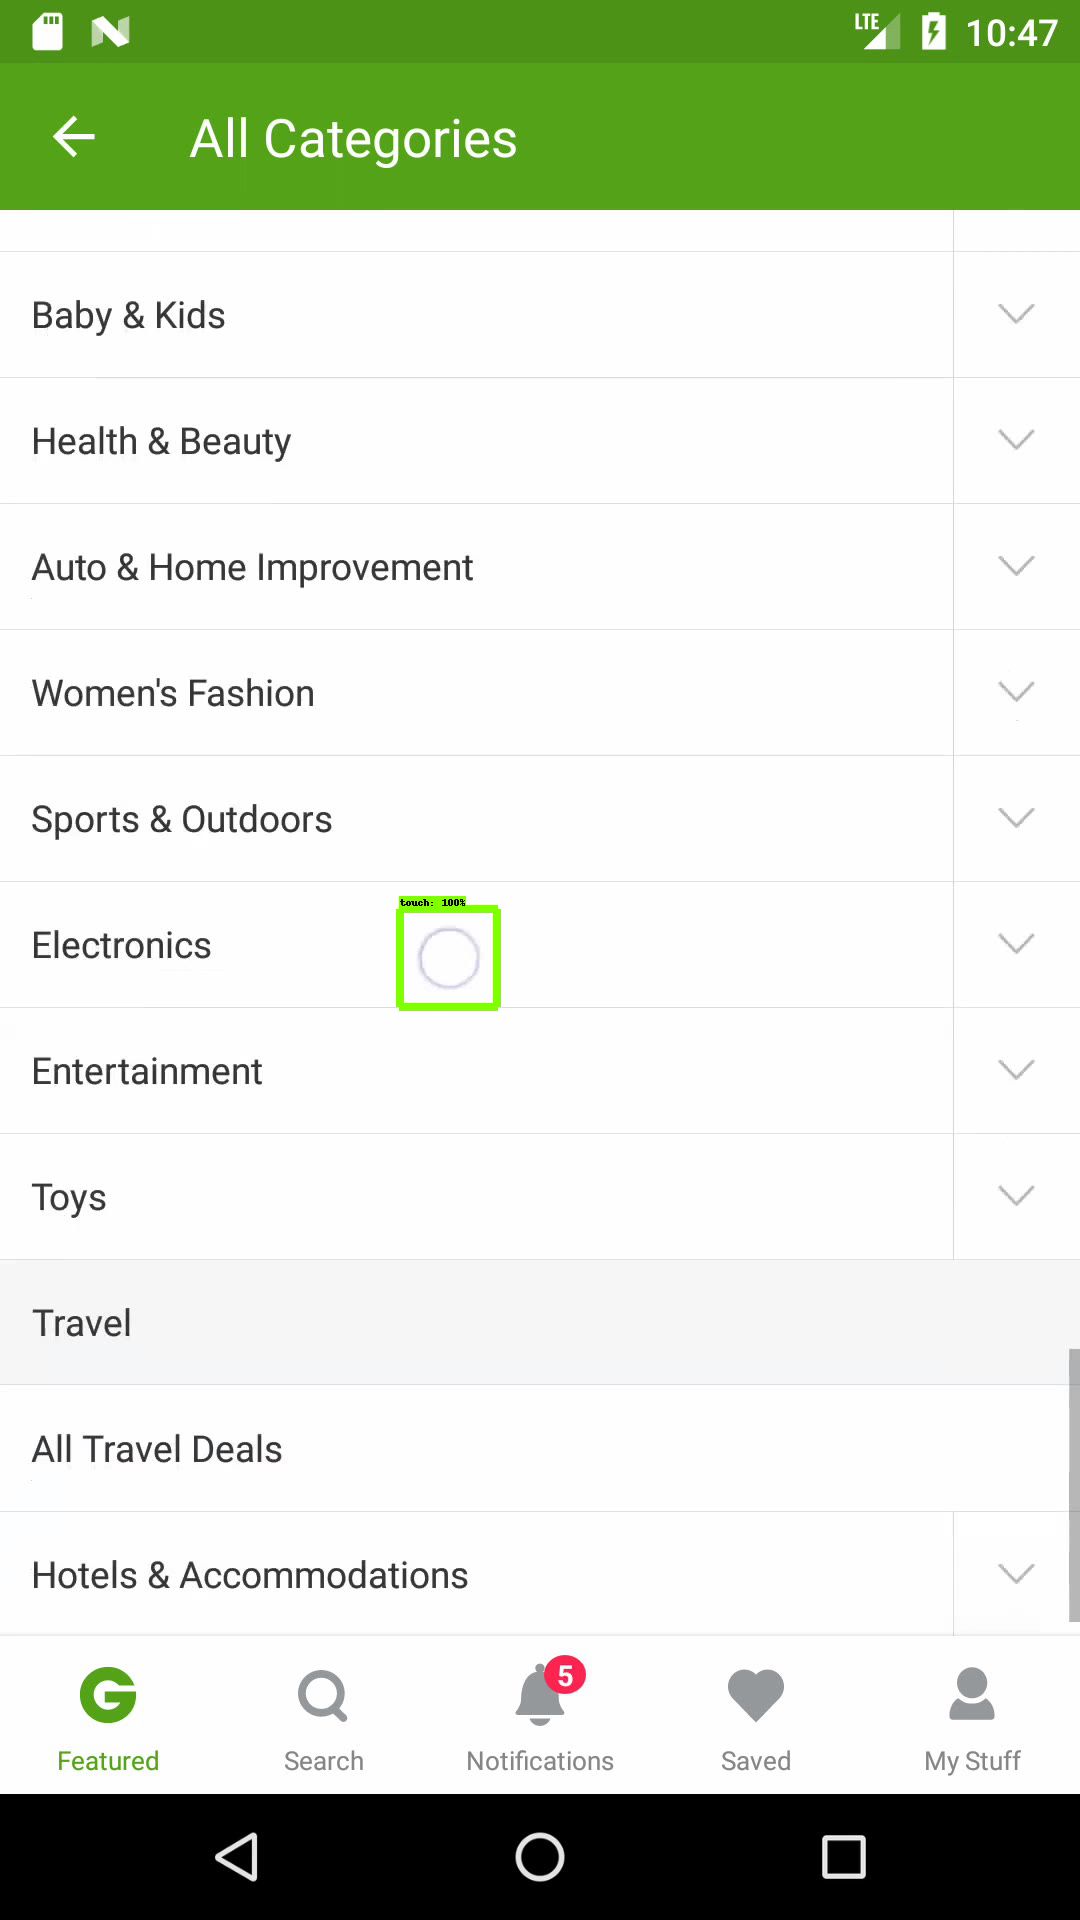 LTE 10:47
All Categories
Baby & Kids
Health & Beauty
Auto & Home Improvement
Women's Fashion
Sports & Outdoors
touch: 100%
Electronics
Entertainment
Toys
Travel
All Travel Deals
Hotels & Accommodations
5
Featured Search Notifications Saved My Stuff